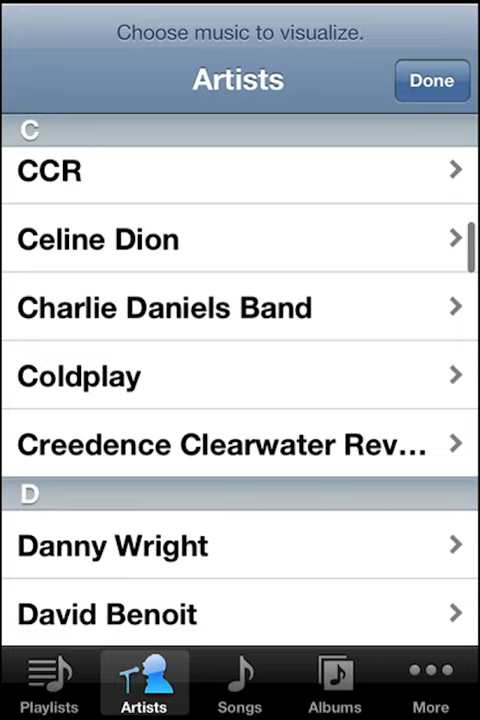 Choose music to visualize.
Artists
Done
C
CCR
Celine Dion
Charlie Daniels Band
Coldplay
Creedence Clearwater Rev...
D
Danny Wright
David Benoit
Playlists
Artists
Songs
Albums
More